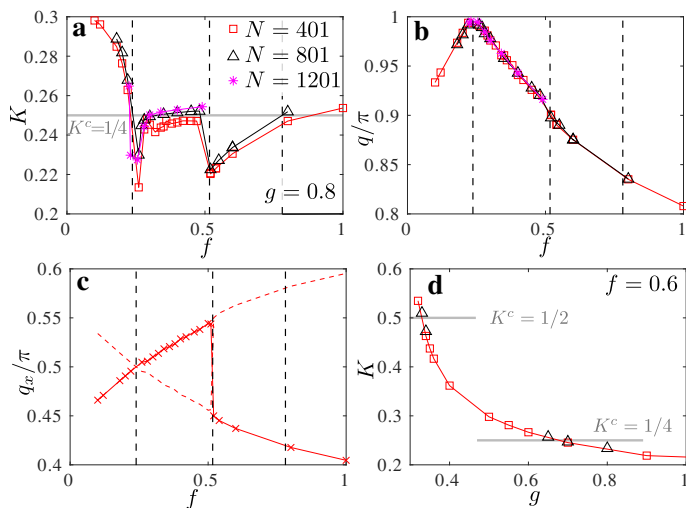 a
N = 401
N = 801
N = 1201
K^c=1/4
g = 0.8
K
0.3
0.28
0.26
0.24
0.22
0.2
0
0.5
1
f
b
q/π
1
0.95
0.9
0.85
0.8
0
0.5
1
f
c
q_x/π
0.6
0.55
0.5
0.45
0.4
0
0.5
1
f
d
f = 0.6
K^c = 1/2
K^c = 1/4
K
0.6
0.5
0.4
0.3
0.2
0.4
0.6
0.8
1
g